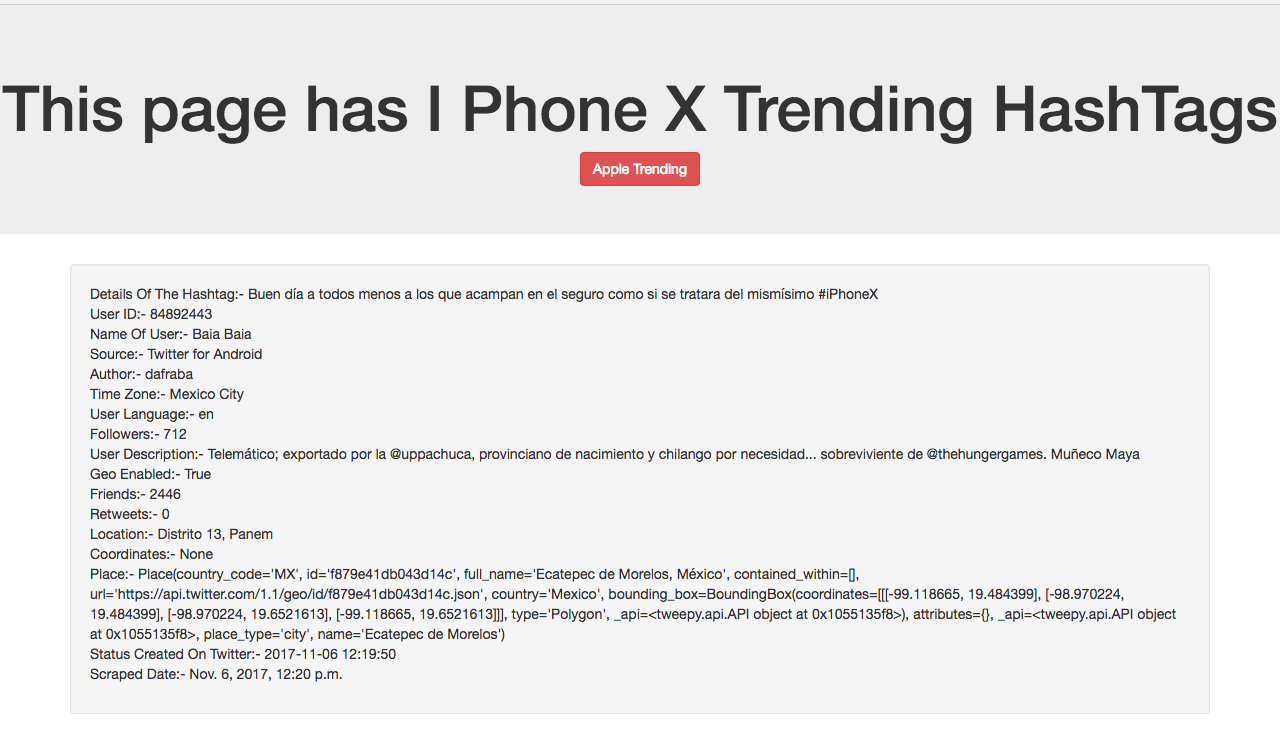 This page has I Phone X Trending HashTags
Apple Trending
Details Of The Hashtag:- Buen día a todos menos a los que acampan en el seguro como si se tratara del mismísimo #iPhoneX
User ID:- 84892443
Name Of User:- Baia Baia
Source:- Twitter for Android
Author:- dafraba
Time Zone:- Mexico City
User Language:- en
Followers:- 712
User Description:- Telemático; exportado por la @uppachuca, provinciano de nacimiento y chilango por necesidad... sobreviviente de @thehungergames. Muñeco Maya
Geo Enabled:- True
Friends:- 2446
Retweets:- 0
Location:- Distrito 13, Panem
Coordinates:- None
Place:- Place(country_code='MX', id='f879e41db043d14c', full_name='Ecatepec de Morelos, México', contained_within=[],
url='https://api.twitter.com/1.1/geo/id/f879e41db043d14c.json', country='Mexico', bounding_box=BoundingBox(coordinates=[[[-99.118665, 19.484399], [-98.970224,
19.484399], [-98.970224, 19.6521613], [-99.118665, 19.6521613]]], type='Polygon', _api=<tweepy.api.API object at 0x1055135f8>), attributes={}, _api=<tweepy.api.API object
at 0x1055135f8>, place_type='city', name='Ecatepec de Morelos')
Status Created On Twitter:- 2017-11-06 12:19:50
Scraped Date:- Nov. 6, 2017, 12:20 p.m.